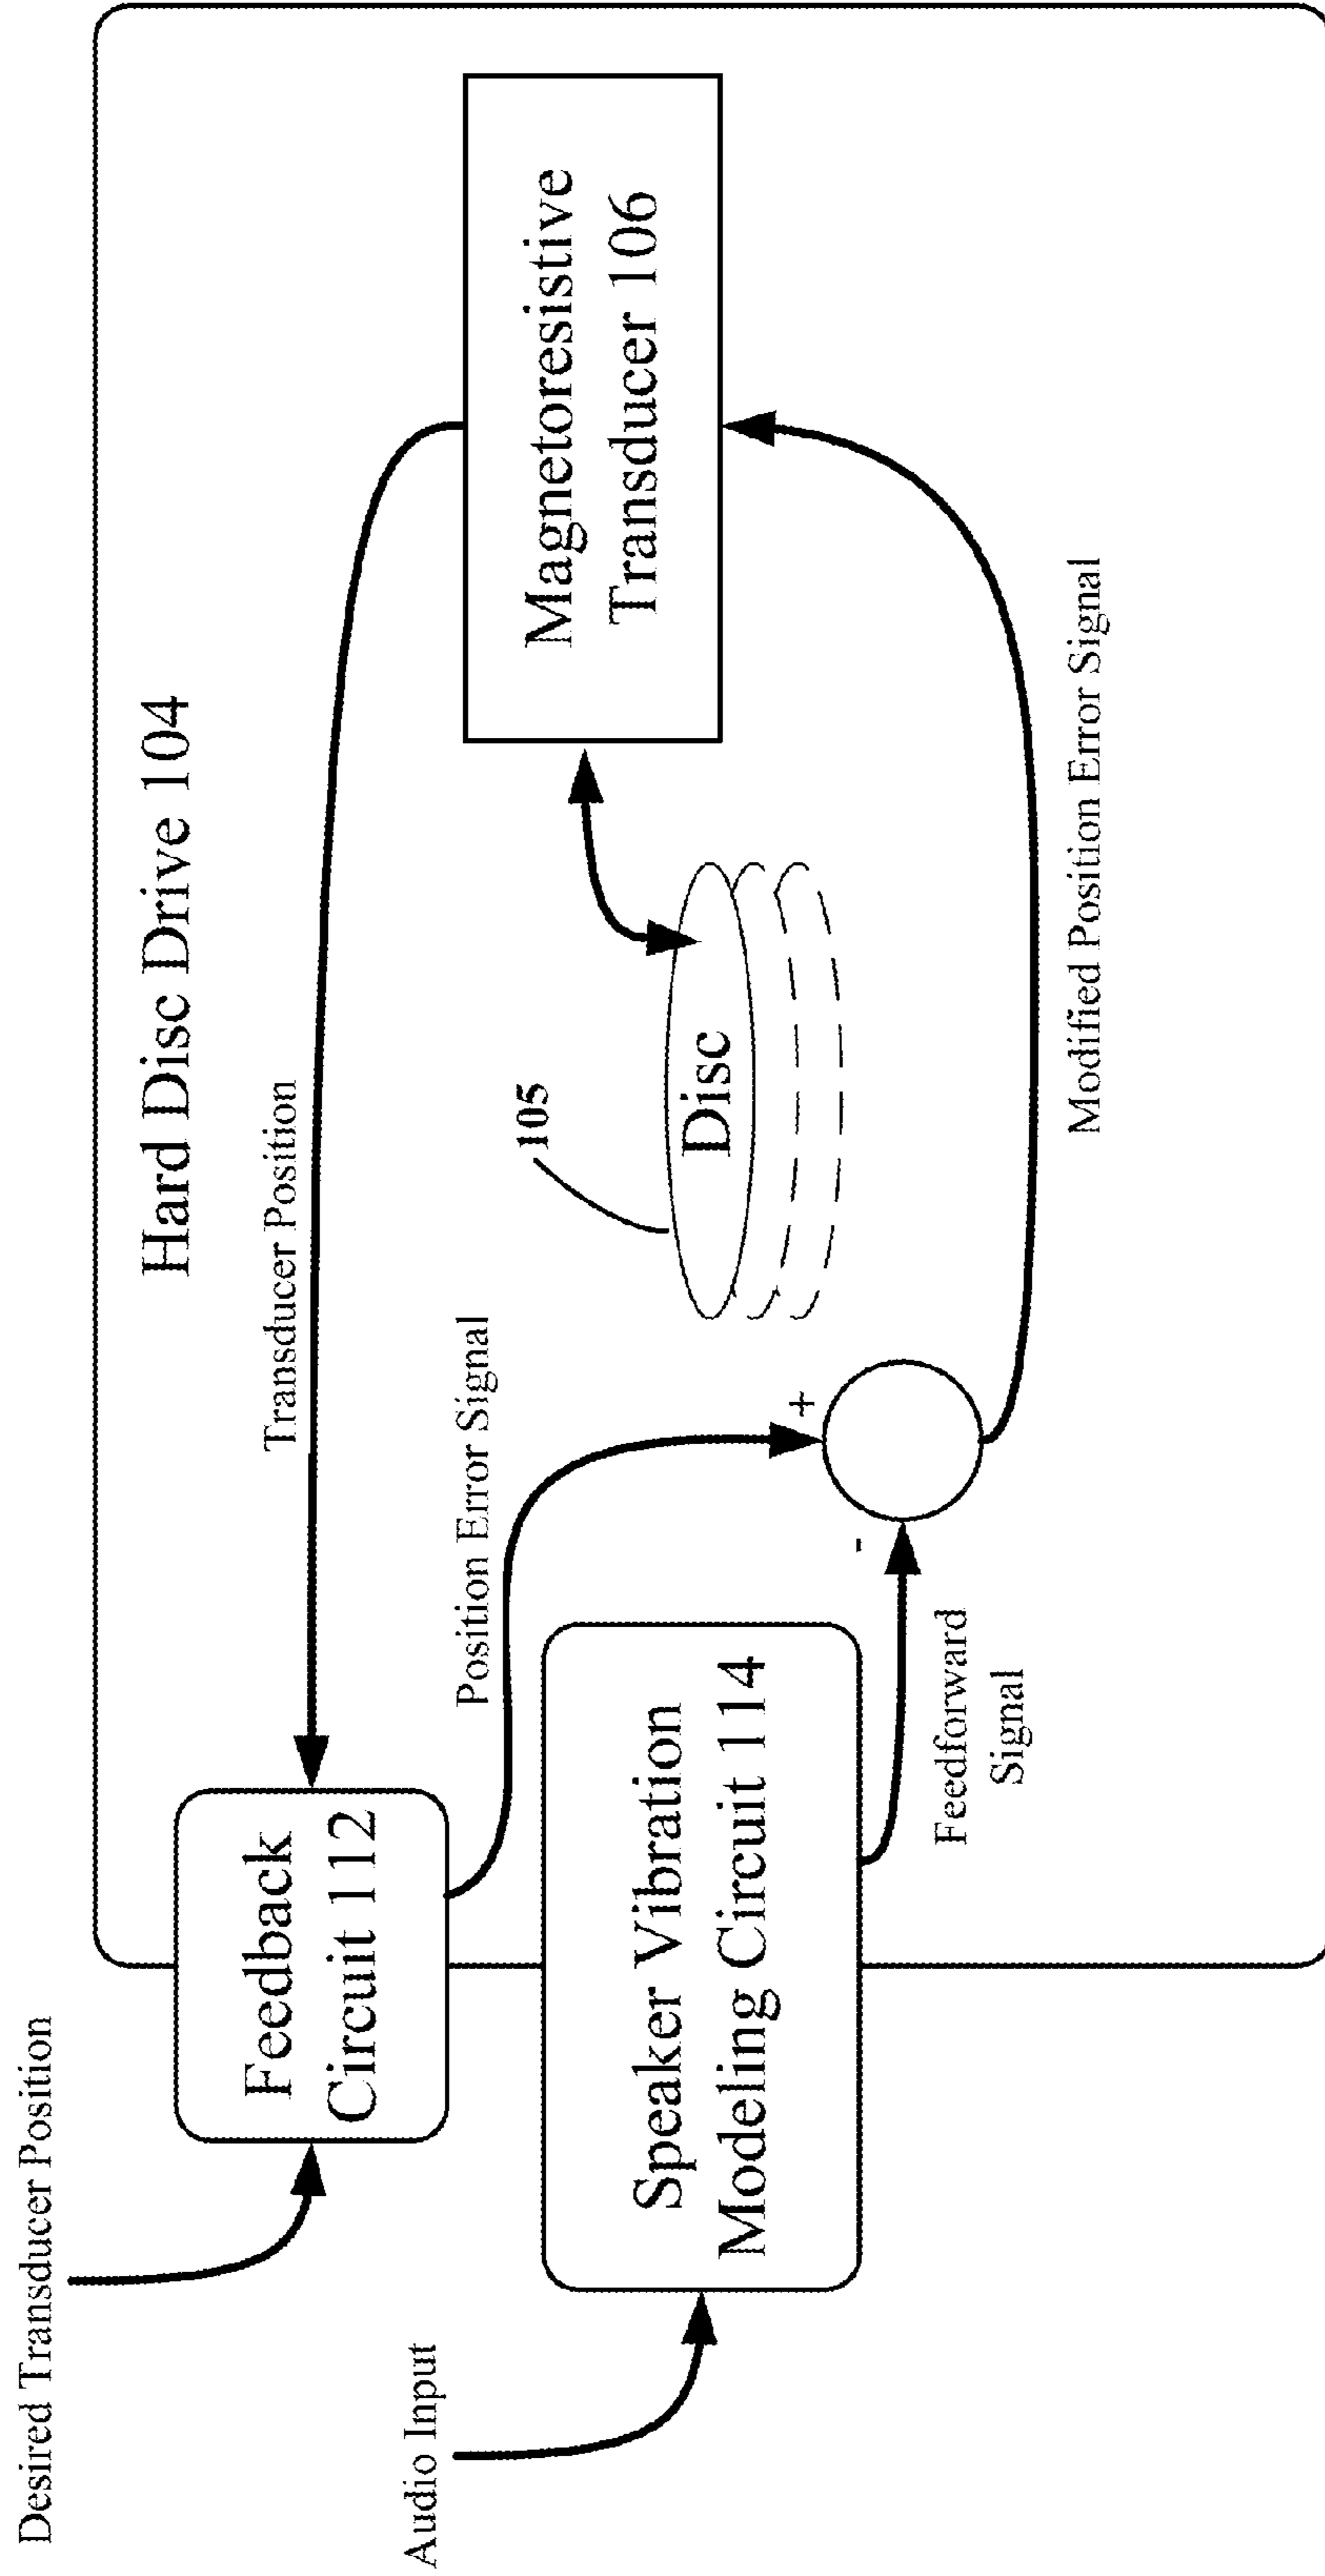 Desired Transducer Position
Hard Disc Drive 104
Feedback
Circuit 112
Transducer Position
Audio Input
Position Error Signal
105
Magnetoresistive
Transducer 106
Speaker Vibration
Modeling Circuit 114
Disc
+
-
Feedforward
Signal
Modified Position Error Signal